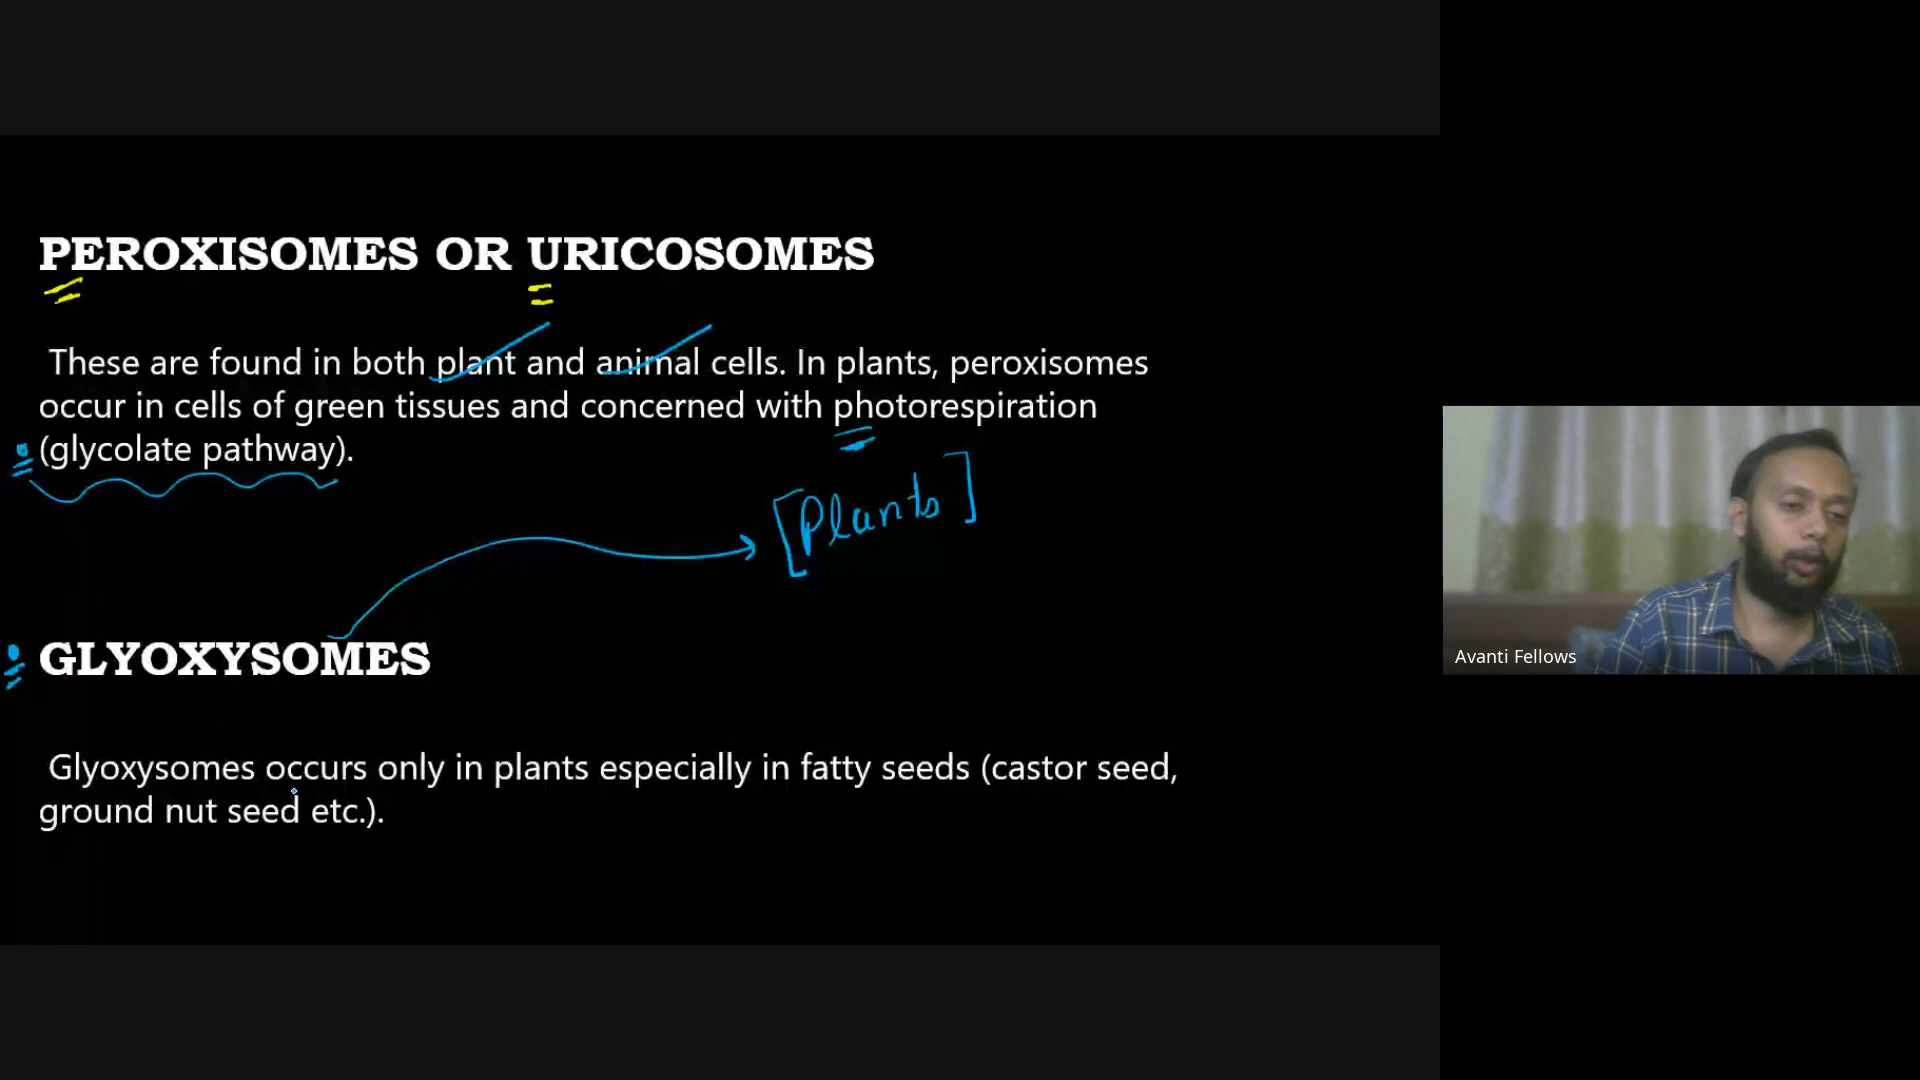 PEROXISOMES OR URICOSOMES
These are found in both plant and animal cells. In plants, peroxisomes
occur in cells of green tissues and concerned with photorespiration
(glycolate pathway).
[Plants]
GLYOXYSOMES
Glyoxysomes occurs only in plants especially in fatty seeds (castor seed,
ground nut seed etc.).
Avanti Fellows